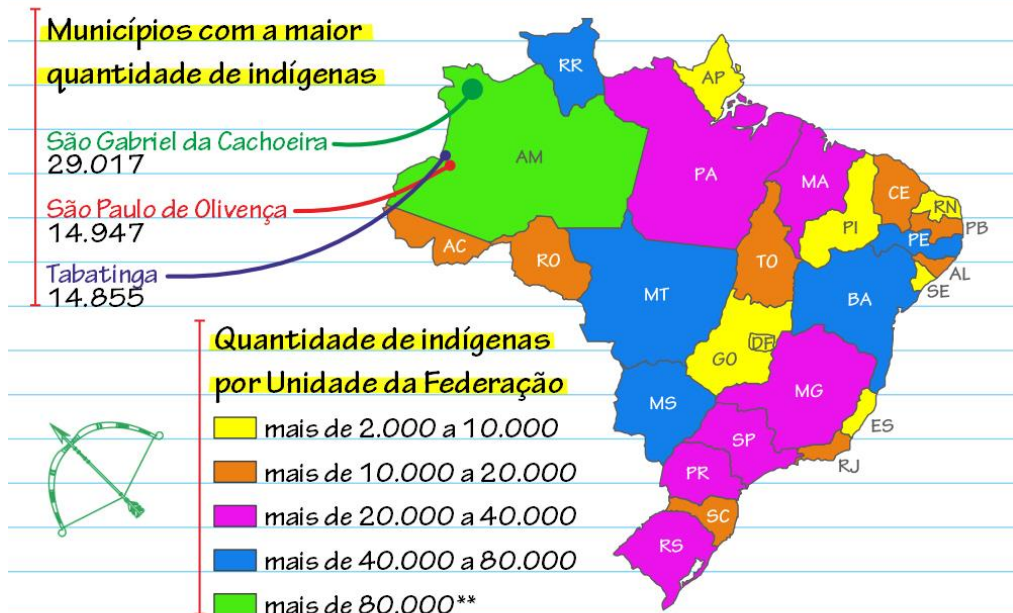 Municípios com a maior
quantidade de indígenas
São Gabriel da Cachoeira
29.017
São Paulo de Olivença
14.947
Tabatinga
14.855
Quantidade de indígenas
por Unidade da Federação
mais de 2.000 a 10.000
mais de 10.000 a 20.000
mais de 20.000 a 40.000
mais de 40.000 a 80.000
mais de 80.000**
RR
AP
AM
PA
MA
CE
RN
PI
PB
PE
AC
RO
TO
AL
SE
MT
BA
GO
DF
MG
MS
ES
SP
RJ
PR
SC
RS